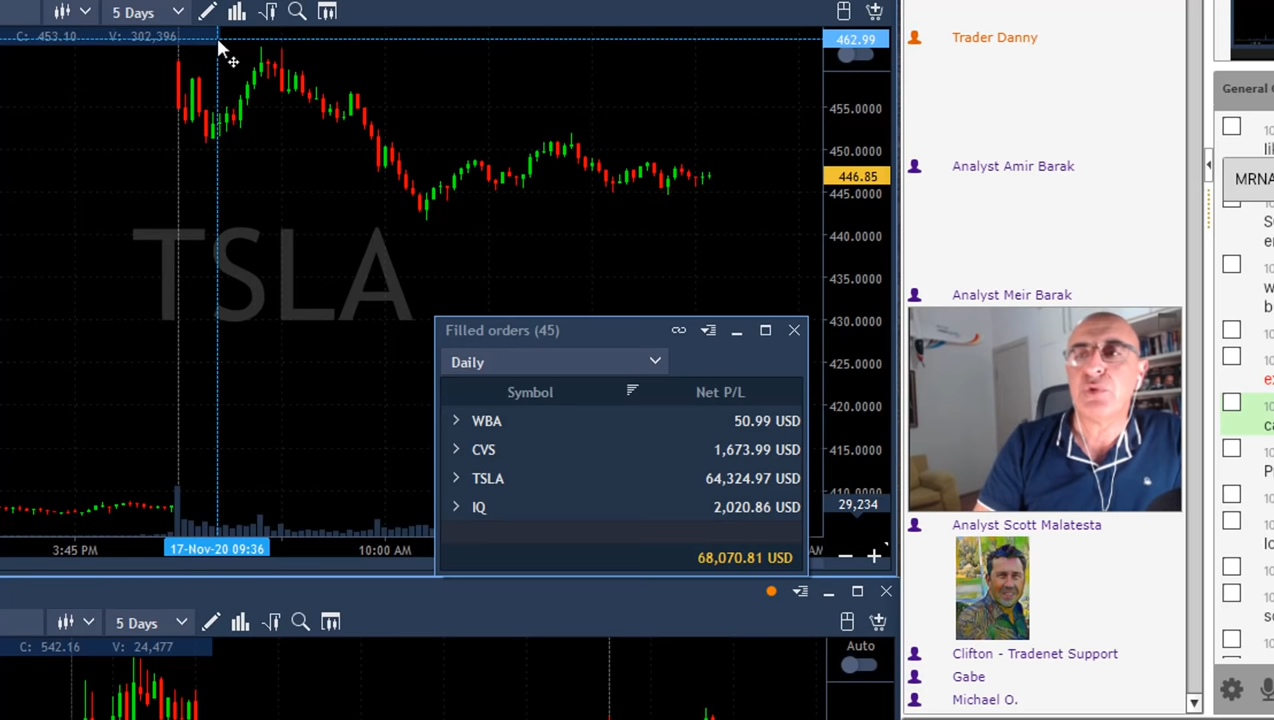 5 Days
C: 453.10 V: 302,396
462.99
455.0000
450.0000
446.85
445.0000
440.0000
435.0000
430.0000
425.0000
420.0000
415.0000
29,234
TSLA
3:45 PM
17-Nov-20 09:36
10:00 AM
AM
Filled orders (45)
Daily
Symbol Net P/L
WBA 50.99 USD
CVS 1,673.99 USD
TSLA 64,324.97 USD
IQ 2,020.86 USD
68,070.81 USD
5 Days
C: 542.16 V: 24,477
Auto
Trader Danny
Analyst Amir Barak
Analyst Meir Barak
Analyst Scott Malatesta
Clifton - Tradenet Support
Gabe
Michael O.
General
MRNA